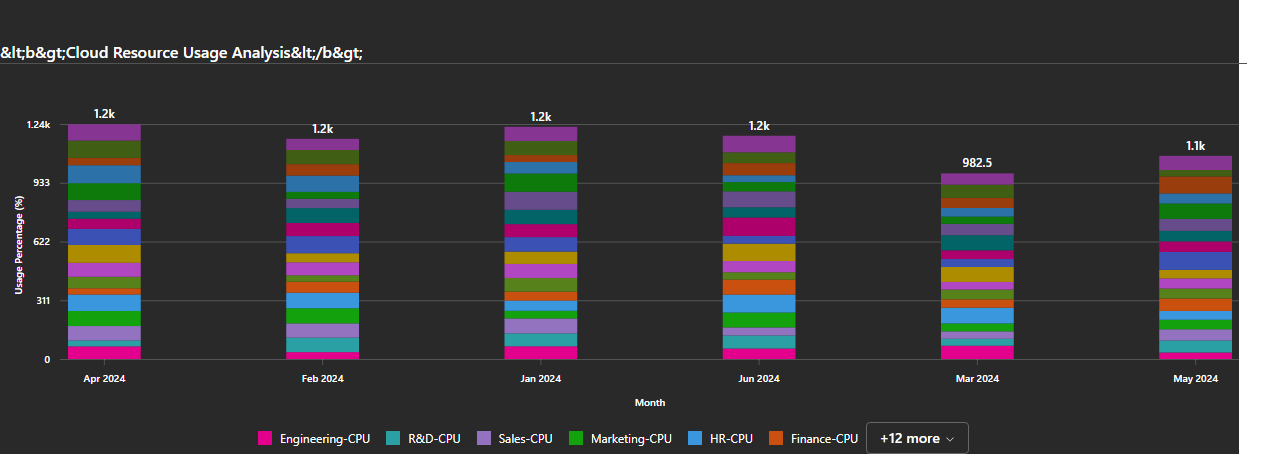 &lt;b&gt;Cloud Resource Usage Analysis&lt;/b&gt;
1.2k
1.2k
1.2k
1.2k
982.5
1.1k
1.24k
933
622
311
0
Usage Percentage (%)
Apr 2024 Feb 2024 Jan 2024 Jun 2024 Mar 2024 May 2024
Month
Engineering-CPU R&D-CPU Sales-CPU Marketing-CPU HR-CPU Finance-CPU +12 more